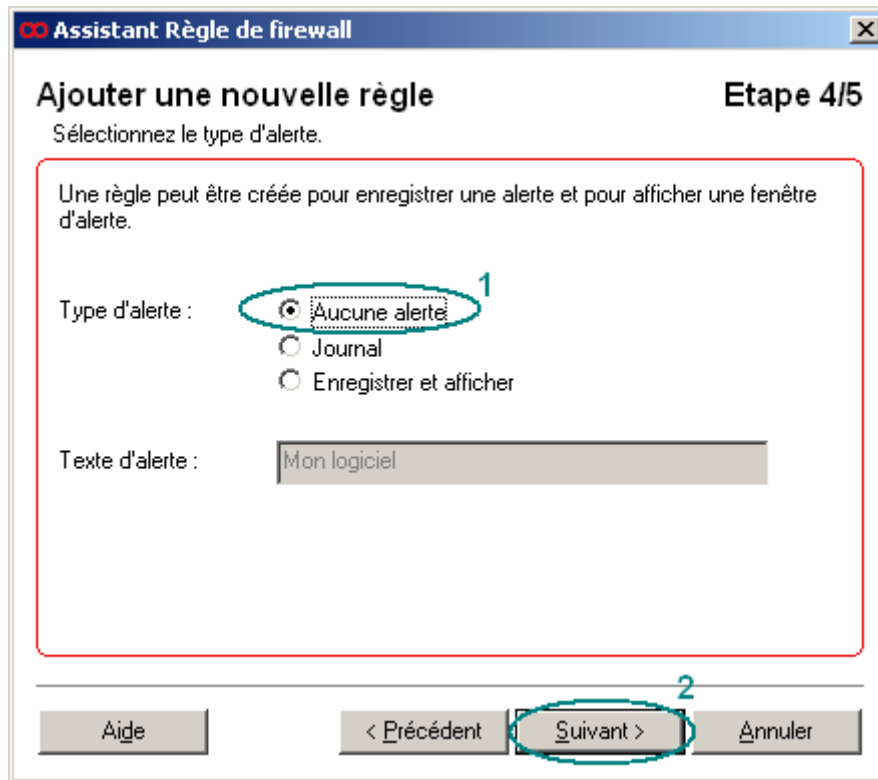 Assistant Règle de firewall
Ajouter une nouvelle règle
Etape 4/5
Sélectionnez le type d'alerte.
Une règle peut être créée pour enregistrer une alerte et pour afficher une fenêtre
d'alerte.
1
Type d'alerte :
Aucune alerte
Journal
Enregistrer et afficher
Texte d'alerte :
Mon logiciel
2
Aide
< Précédent
Suivant >
Annuler